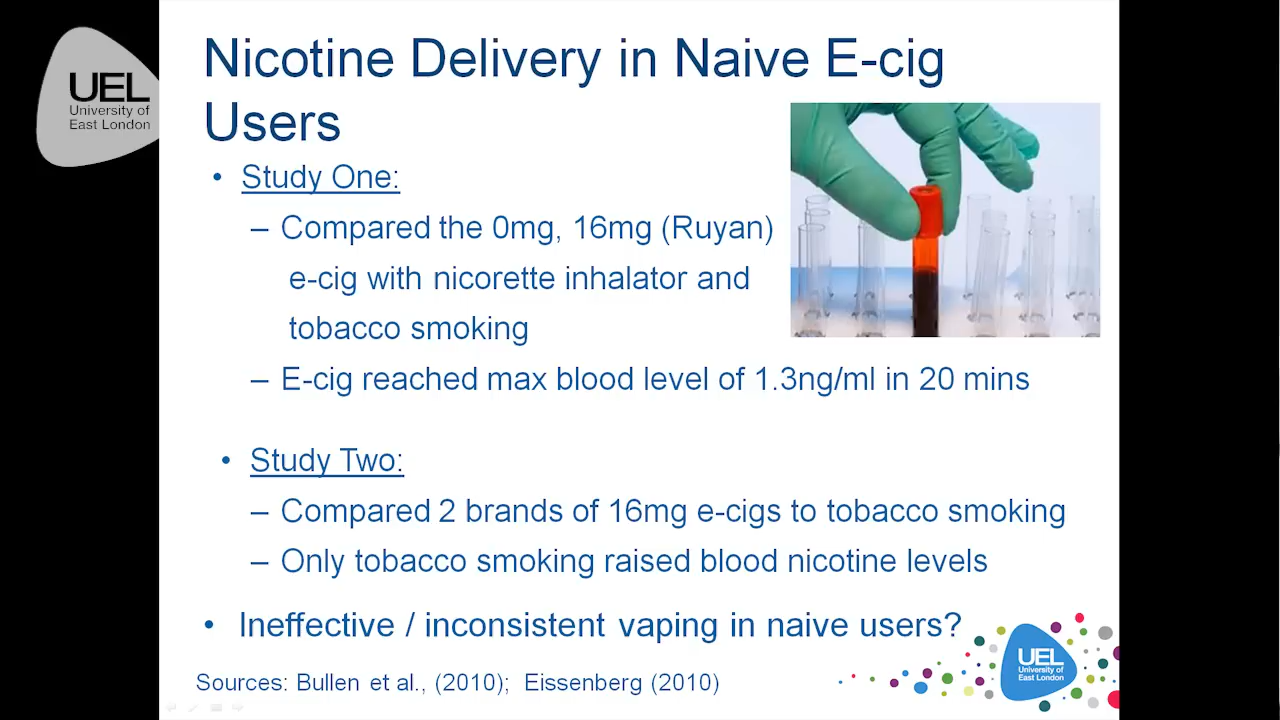 UEL
University of
East London
Nicotine Delivery in Naive E-cig
Users
• Study One:
– Compared the 0mg, 16mg (Ruyan)
e-cig with nicorette inhalator and
tobacco smoking
– E-cig reached max blood level of 1.3ng/ml in 20 mins
• Study Two:
– Compared 2 brands of 16mg e-cigs to tobacco smoking
– Only tobacco smoking raised blood nicotine levels
• Ineffective / inconsistent vaping in naive users?
Sources: Bullen et al., (2010); Eissenberg (2010)
UEL
University of
East London